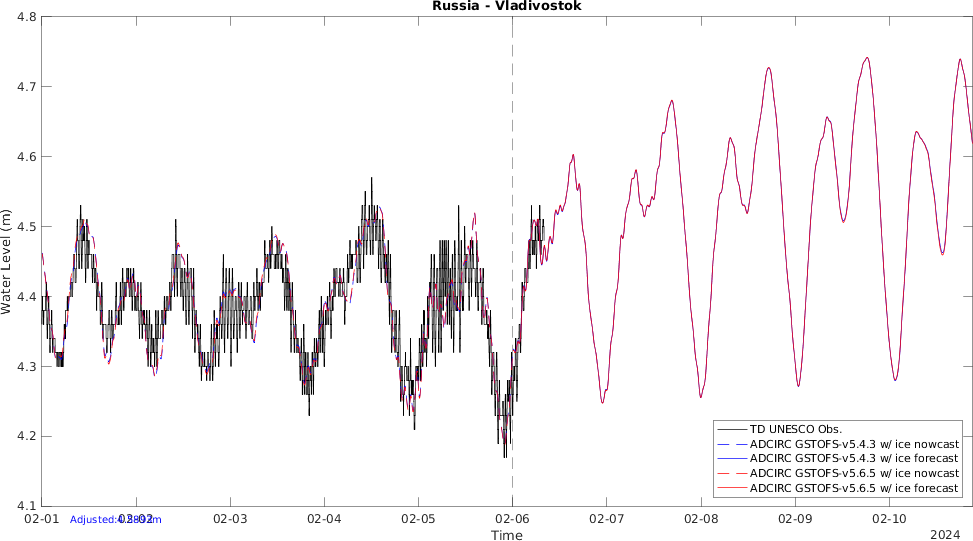 Russia - Vladivostok
4.8
4.7
4.6
4.5
4.4
4.3
4.2
4.1
Water Level (m)
TD UNESCO Obs.
ADCIRC GSTOFS-v5.4.3 w/ ice nowcast
ADCIRC GSTOFS-v5.4.3 w/ ice forecast
ADCIRC GSTOFS-v5.6.5 w/ ice nowcast
ADCIRC GSTOFS-v5.6.5 w/ ice forecast
02-01 02-02 02-03 02-04 02-05 02-06 02-07 02-08 02-09 02-10
Adjusted:
Time
2024